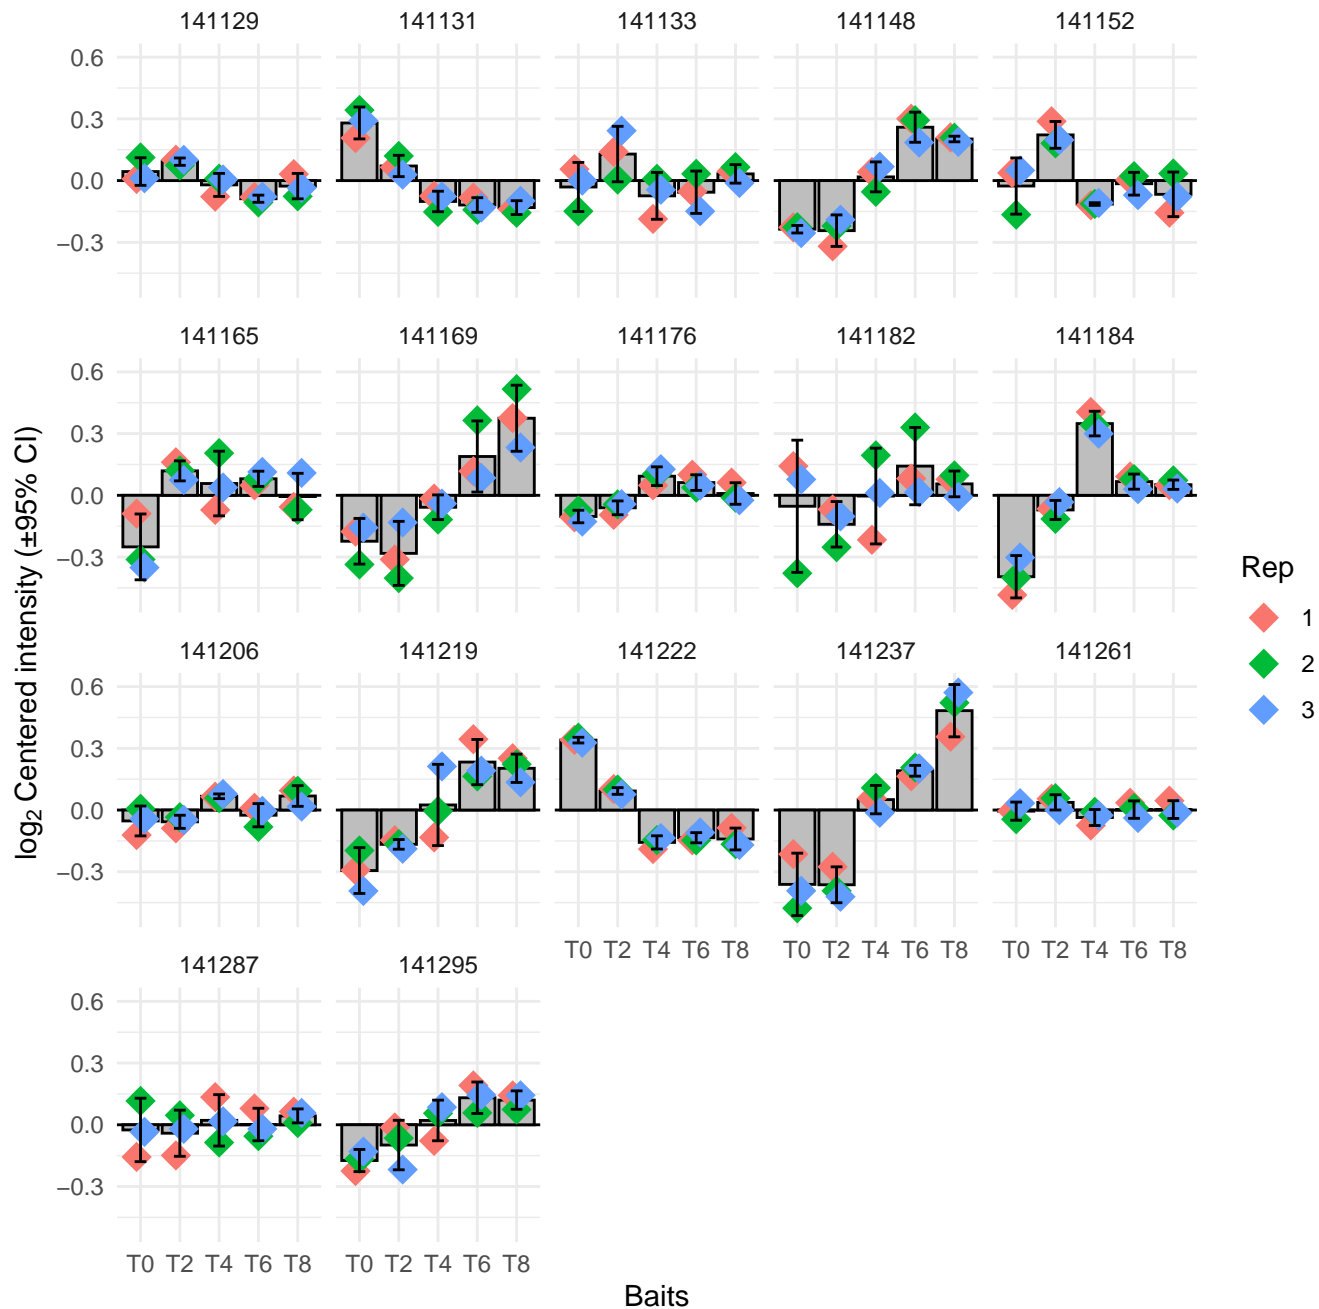 141129 141131 141133 141148 141152
0.6
0.3
0.0
−0.3
141165 141169 141176 141182 141184
0.6
0.3
0.0
−0.3
141206 141219 141222 141237 141261
0.6
0.3
0.0
−0.3
T0 T2 T4 T6 T8 T0 T2 T4 T6 T8 T0 T2 T4 T6 T8
141287 141295
0.6
0.3
0.0
−0.3
T0 T2 T4 T6 T8 T0 T2 T4 T6 T8
Baits
log2 Centered intensity (±95% CI)
Rep
1
2
3